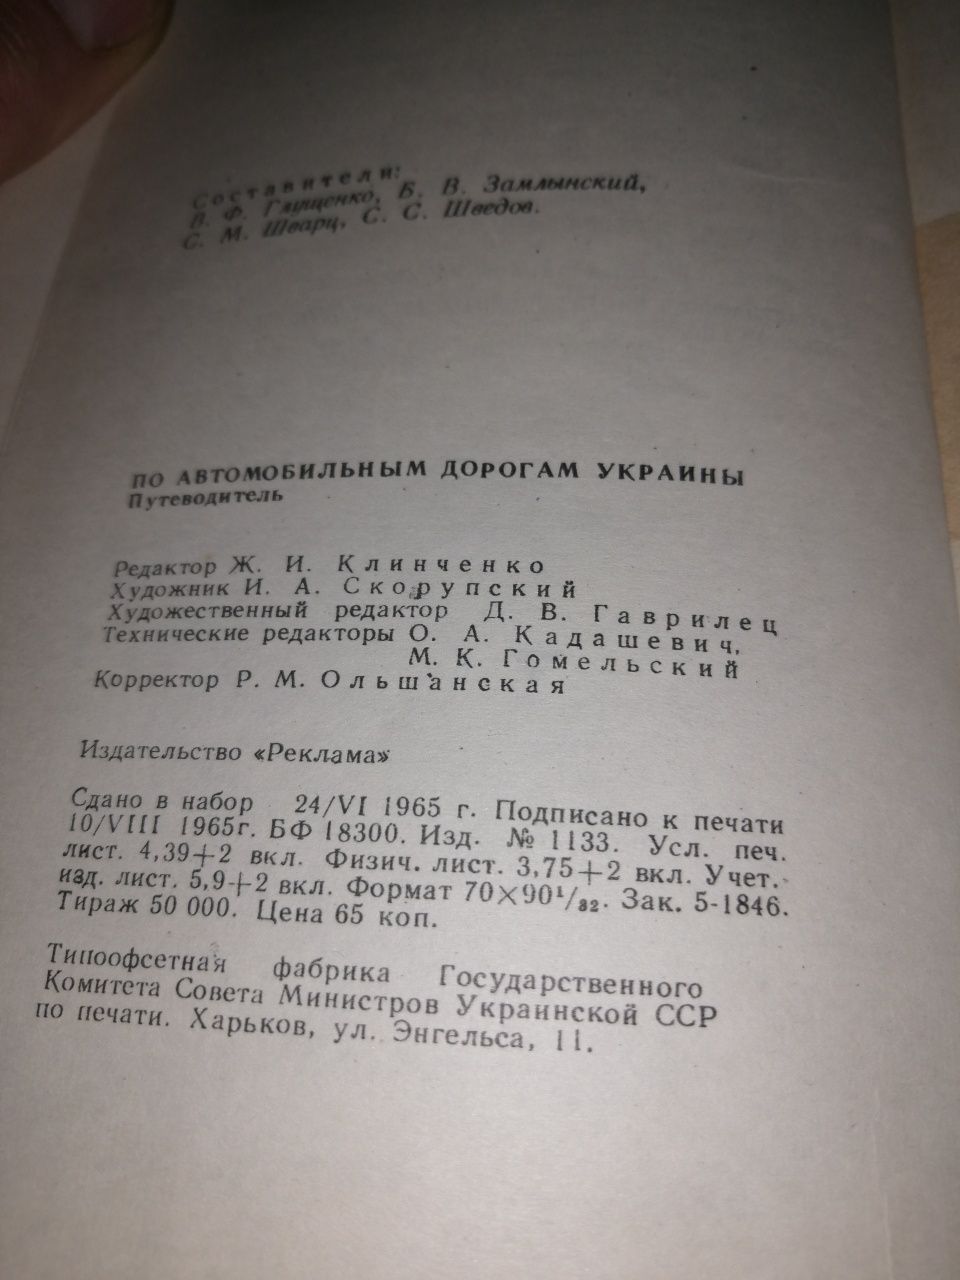 Составители:
В. Ф. Глущенко, Б. В. Замлынский,
С. М. Шварц, С. С. Шведов.
ПО АВТОМОБИЛЬНЫМ ДОРОГАМ УКРАИНЫ
Путеводитель
Редактор Ж. И. Клинченко
Художник И. А. Скорупский
Художественный редактор Д. В. Гаврилец
Технические редакторы О. А. Кадашевич,
М. К. Гомельский
Корректор Р. М. Ольшанская
Издательство «Реклама»
Сдано в набор 24/VI 1965 г. Подписано к печати
10/VIII 1965г. БФ 18300. Изд. № 1133. Усл. печ.
лист. 4,39+2 вкл. Физич. лист. 3,75+2 вкл. Учет.-
изд. лист. 5,9+2 вкл. Формат 70×90¹/₃₂. Зак. 5-1846.
Тираж 50 000. Цена 65 коп.
Типоофсетная фабрика Государственного
Комитета Совета Министров Украинской ССР
по печати. Харьков, ул. Энгельса, 11.